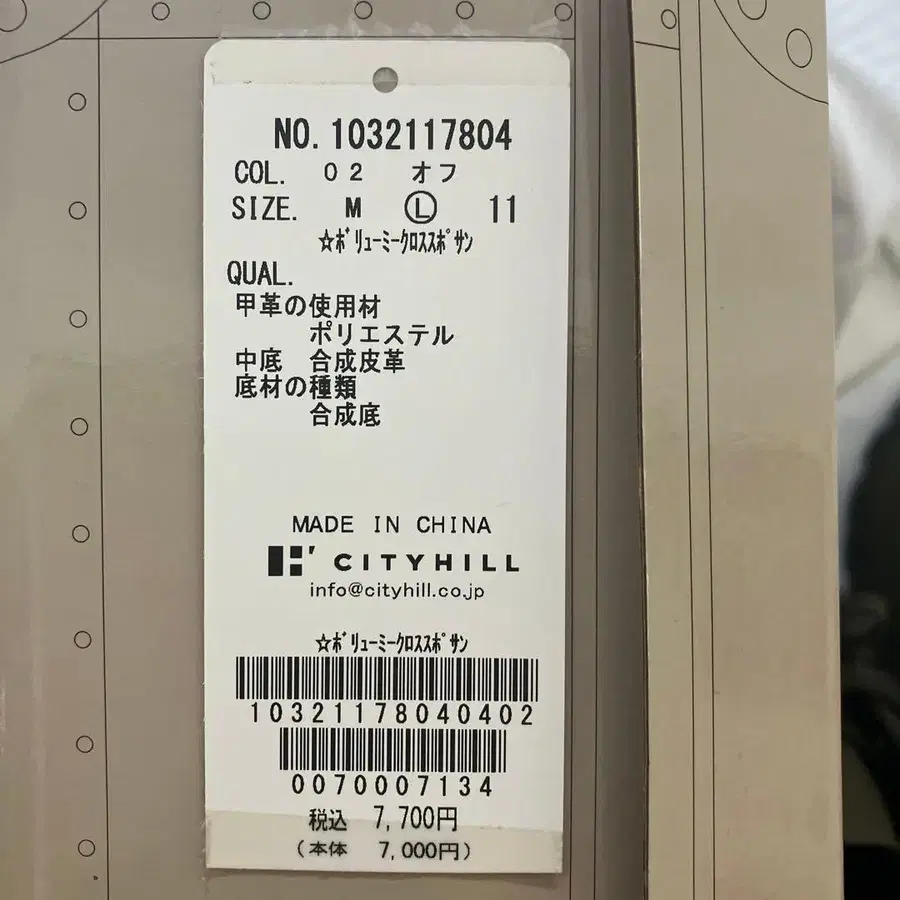 NO. 1032117804
COL. 02 オフ
SIZE. M Ⓛ 11
☆ﾎﾞﾘｭｰﾐｰｸﾛｽｽﾎﾟｻﾝ
QUAL.
甲革の使用材
ポリエステル
中底 合成皮革
底材の種類
合成底
MADE IN CHINA
CITYHILL
info@cityhill.co.jp
☆ﾎﾞﾘｭｰﾐｰｸﾛｽｽﾎﾟｻﾝ
10321178040402
0070007134
税込 7,700円
(本体 7,000円)